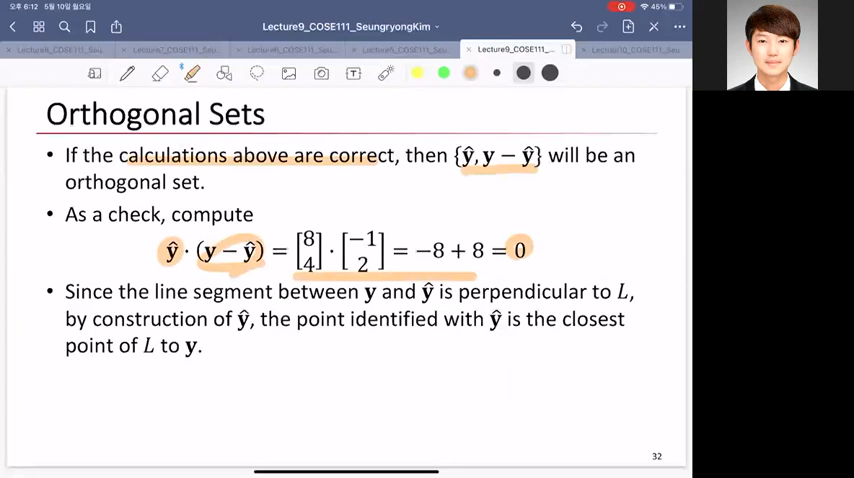 오후 6:12 5월 10일 월요일
45%
Lecture9_COSE111_SeungryongKim
Lecture9_COSE111_...
Orthogonal Sets
• If the calculations above are correct, then {ŷ, y − ŷ} will be an
orthogonal set.
• As a check, compute
ŷ · (y − ŷ) = [8 4] · [−1 2] = −8 + 8 = 0
• Since the line segment between y and ŷ is perpendicular to L,
by construction of ŷ, the point identified with ŷ is the closest
point of L to y.
32